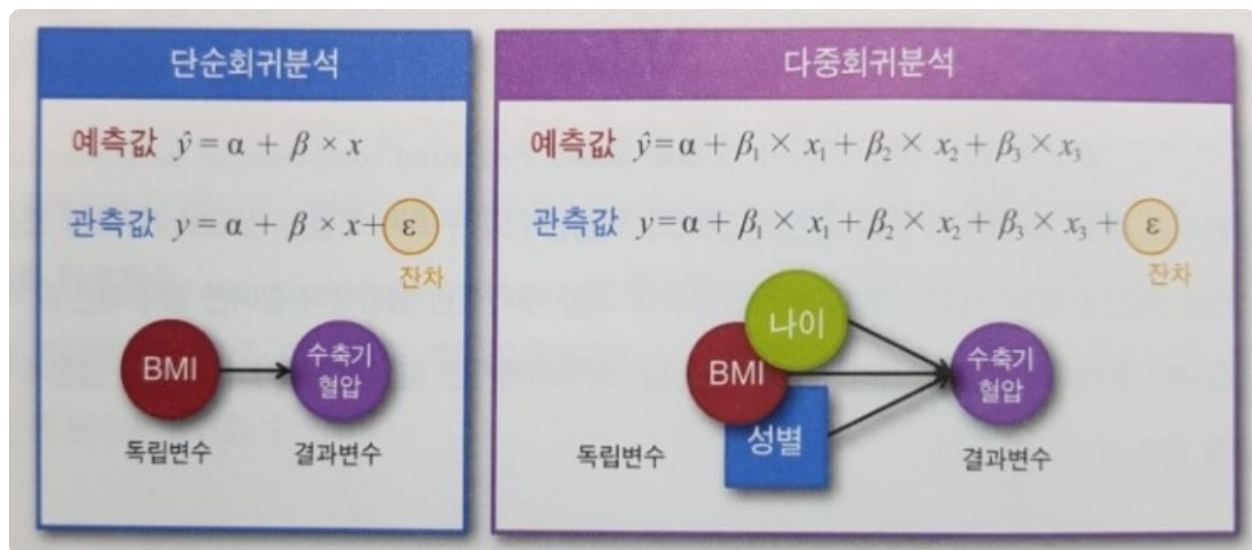 단순회귀분석
예측값 ŷ = α + β × x
관측값 y = α + β × x + ε
잔차
BMI
수축기
혈압
독립변수
결과변수
다중회귀분석
예측값 ŷ=α + β₁ × x₁ + β₂ × x₂ + β₃ × x₃
관측값 y=α + β₁ × x₁ + β₂ × x₂ + β₃ × x₃ + ε
잔차
나이
BMI
성별
수축기
혈압
독립변수
결과변수